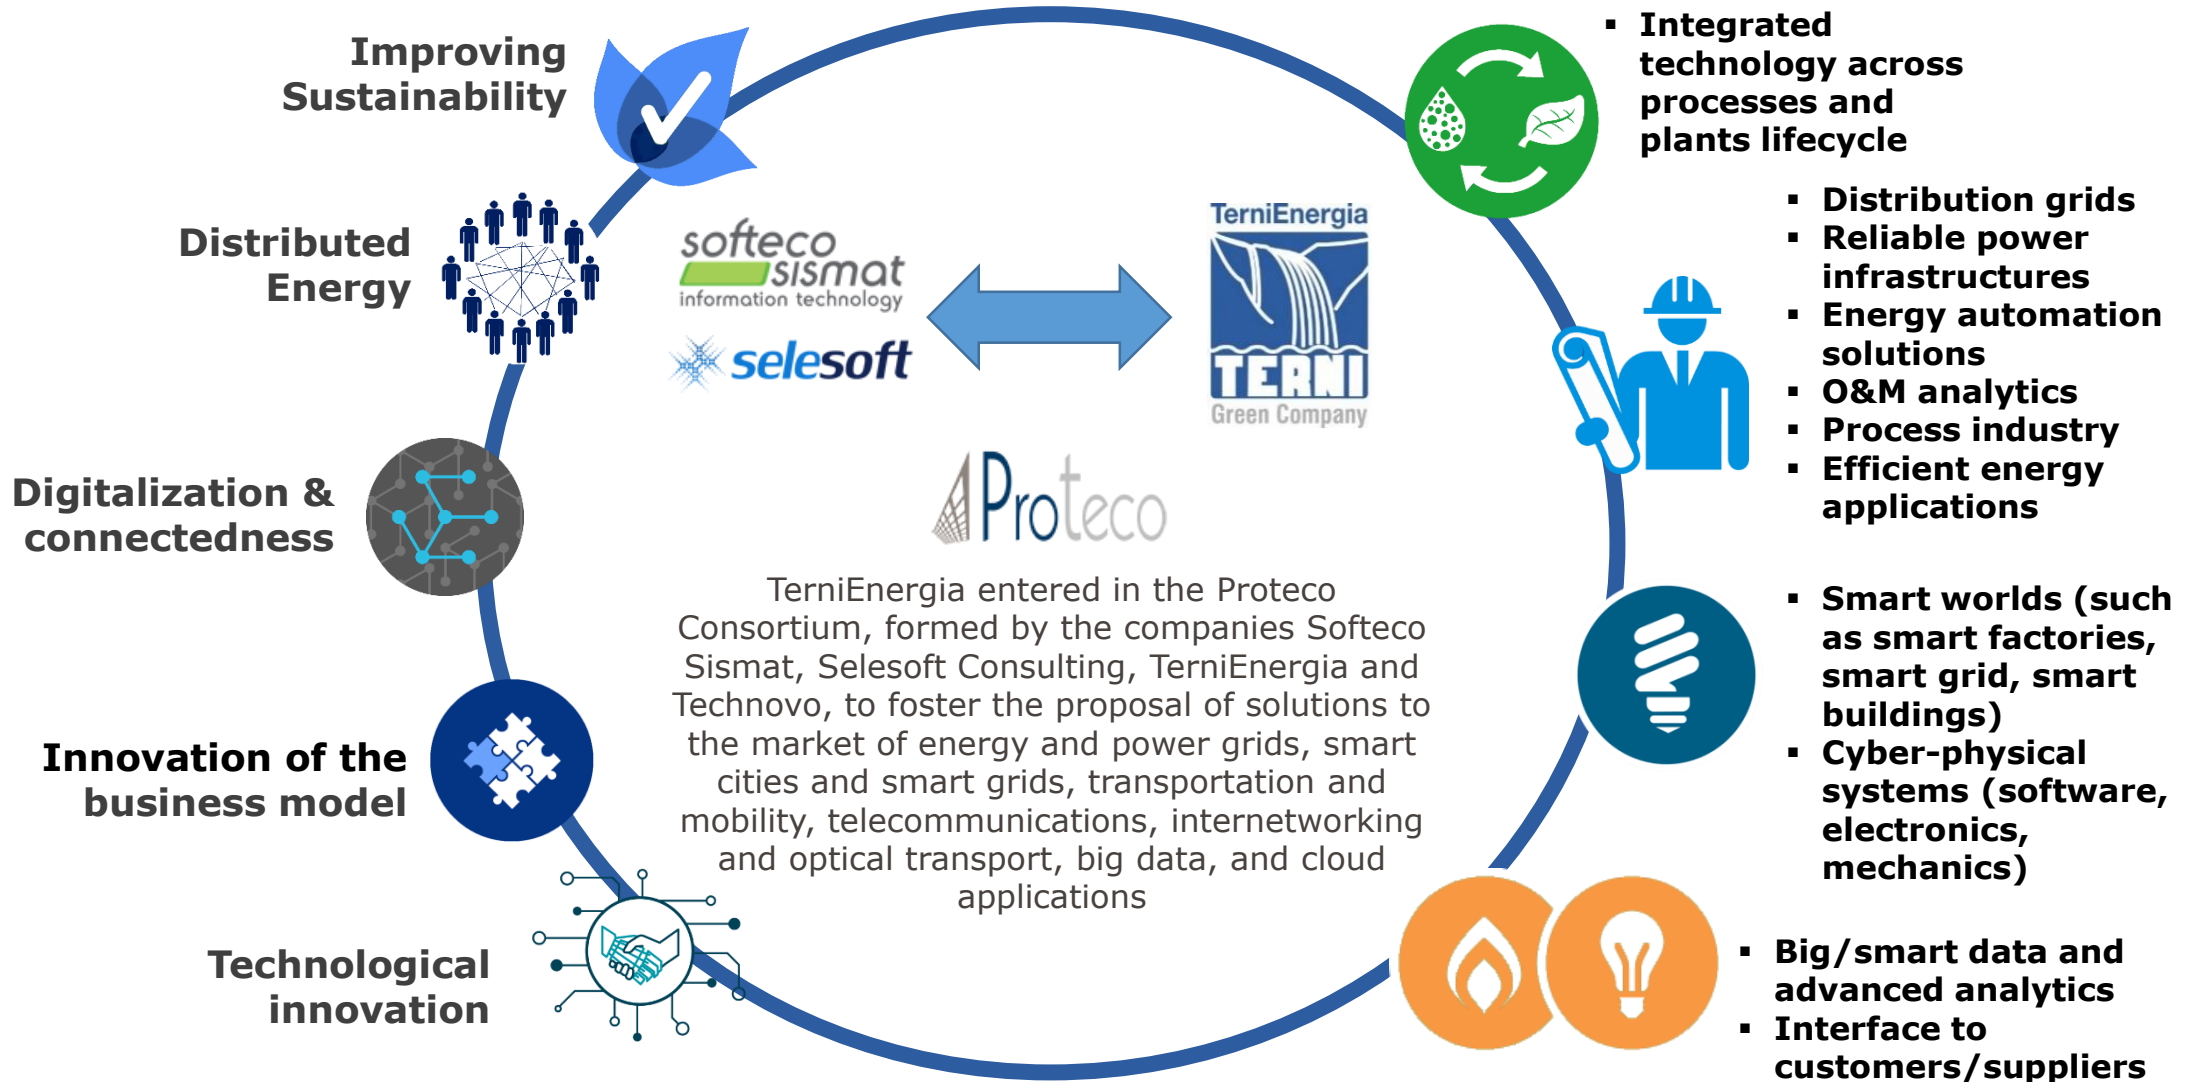 Improving
Sustainability
Distributed
Energy
Digitalization &
connectedness
Innovation of the
business model
Technological
innovation
softeco
sismat
information technology
selesoft
TerniEnergia
TERNI
Green Company
Proteco
TerniEnergia entered in the Proteco
Consortium, formed by the companies Softeco
Sismat, Selesoft Consulting, TerniEnergia and
Technovo, to foster the proposal of solutions to
the market of energy and power grids, smart
cities and smart grids, transportation and
mobility, telecommunications, internetworking
and optical transport, big data, and cloud
applications
▪ Integrated
technology across
processes and
plants lifecycle
▪ Distribution grids
▪ Reliable power
infrastructures
▪ Energy automation
solutions
▪ O&M analytics
▪ Process industry
▪ Efficient energy
applications
▪ Smart worlds (such
as smart factories,
smart grid, smart
buildings)
▪ Cyber-physical
systems (software,
electronics,
mechanics)
▪ Big/smart data and
advanced analytics
▪ Interface to
customers/suppliers